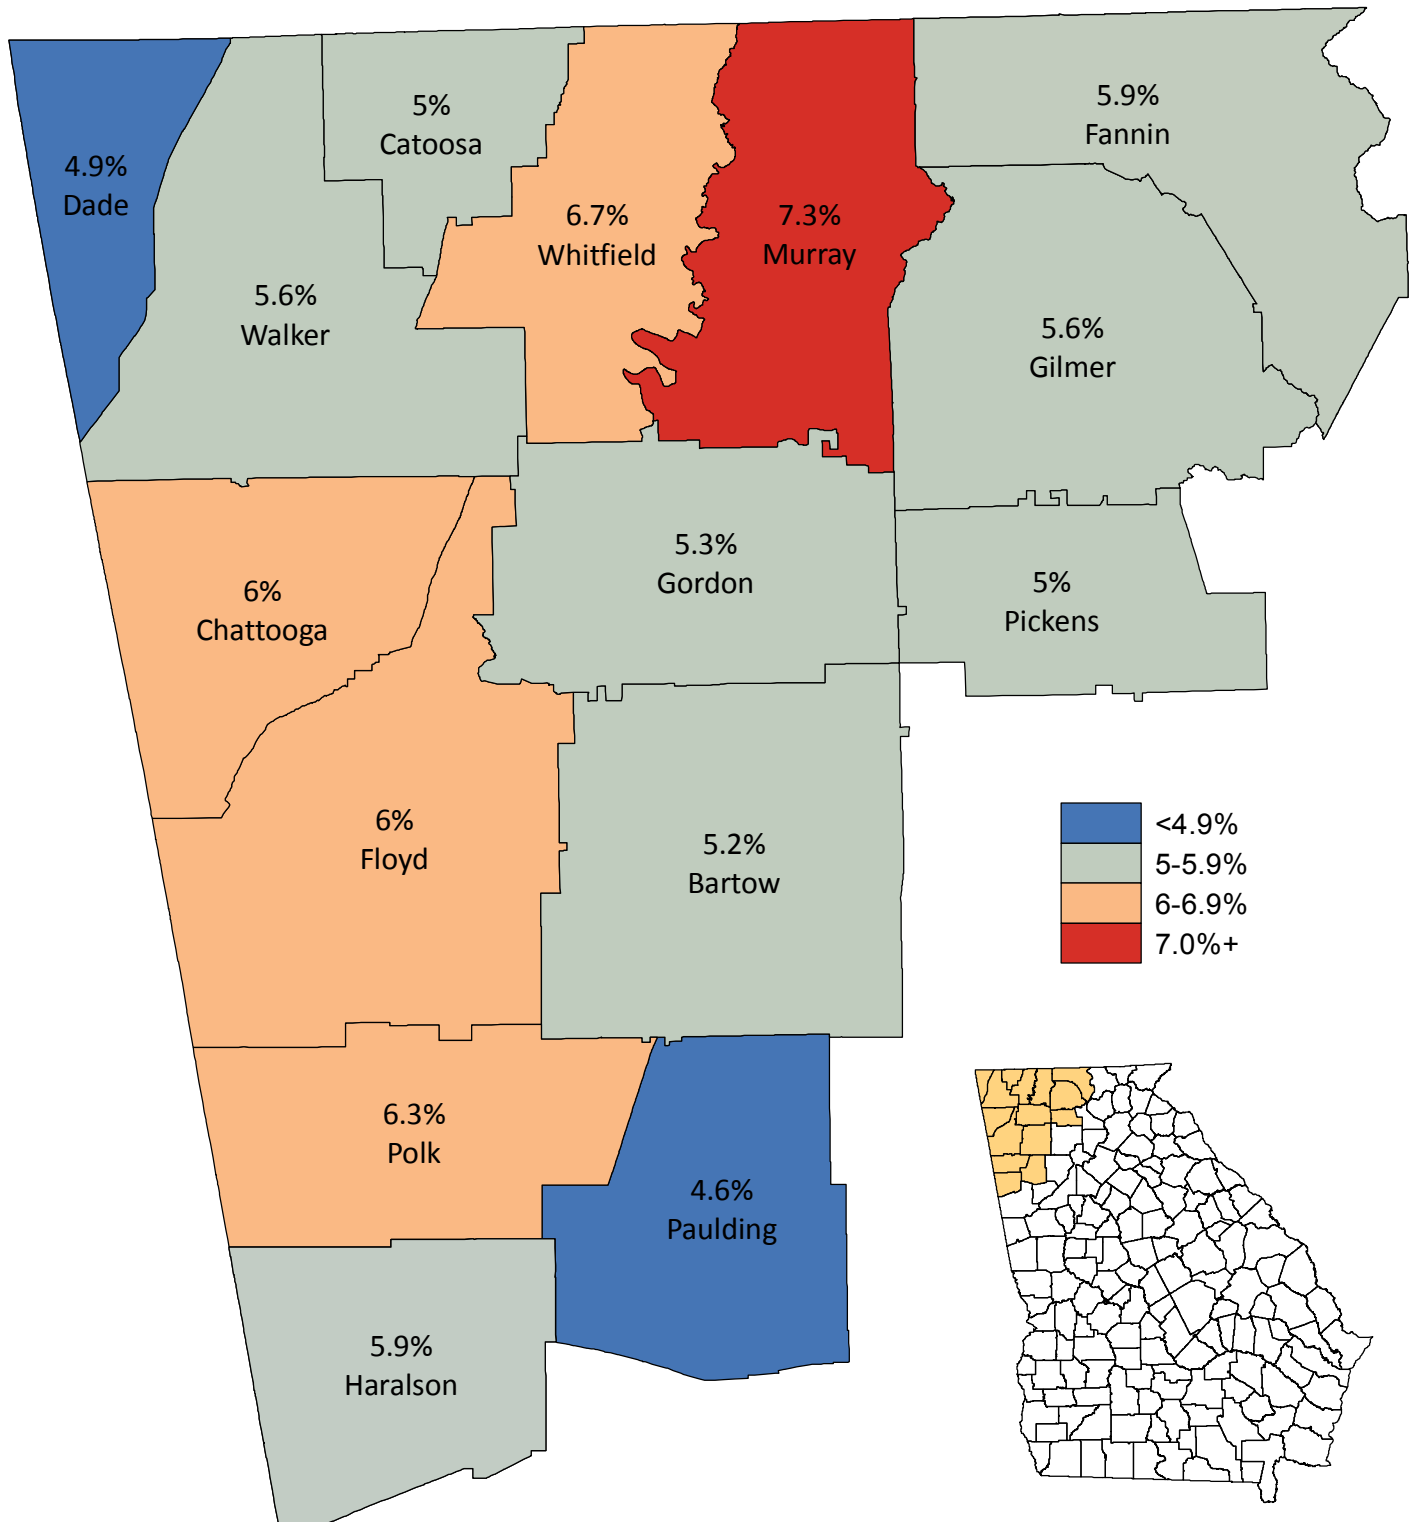 5%
Catoosa
5.9%
Fannin
4.9%
Dade
6.7%
Whitfield
7.3%
Murray
5.6%
Walker
5.6%
Gilmer
5.3%
Gordon
5%
Pickens
6%
Chattooga
6%
Floyd
5.2%
Bartow
<4.9%
5-5.9%
6-6.9%
7.0%+
6.3%
Polk
4.6%
Paulding
5.9%
Haralson